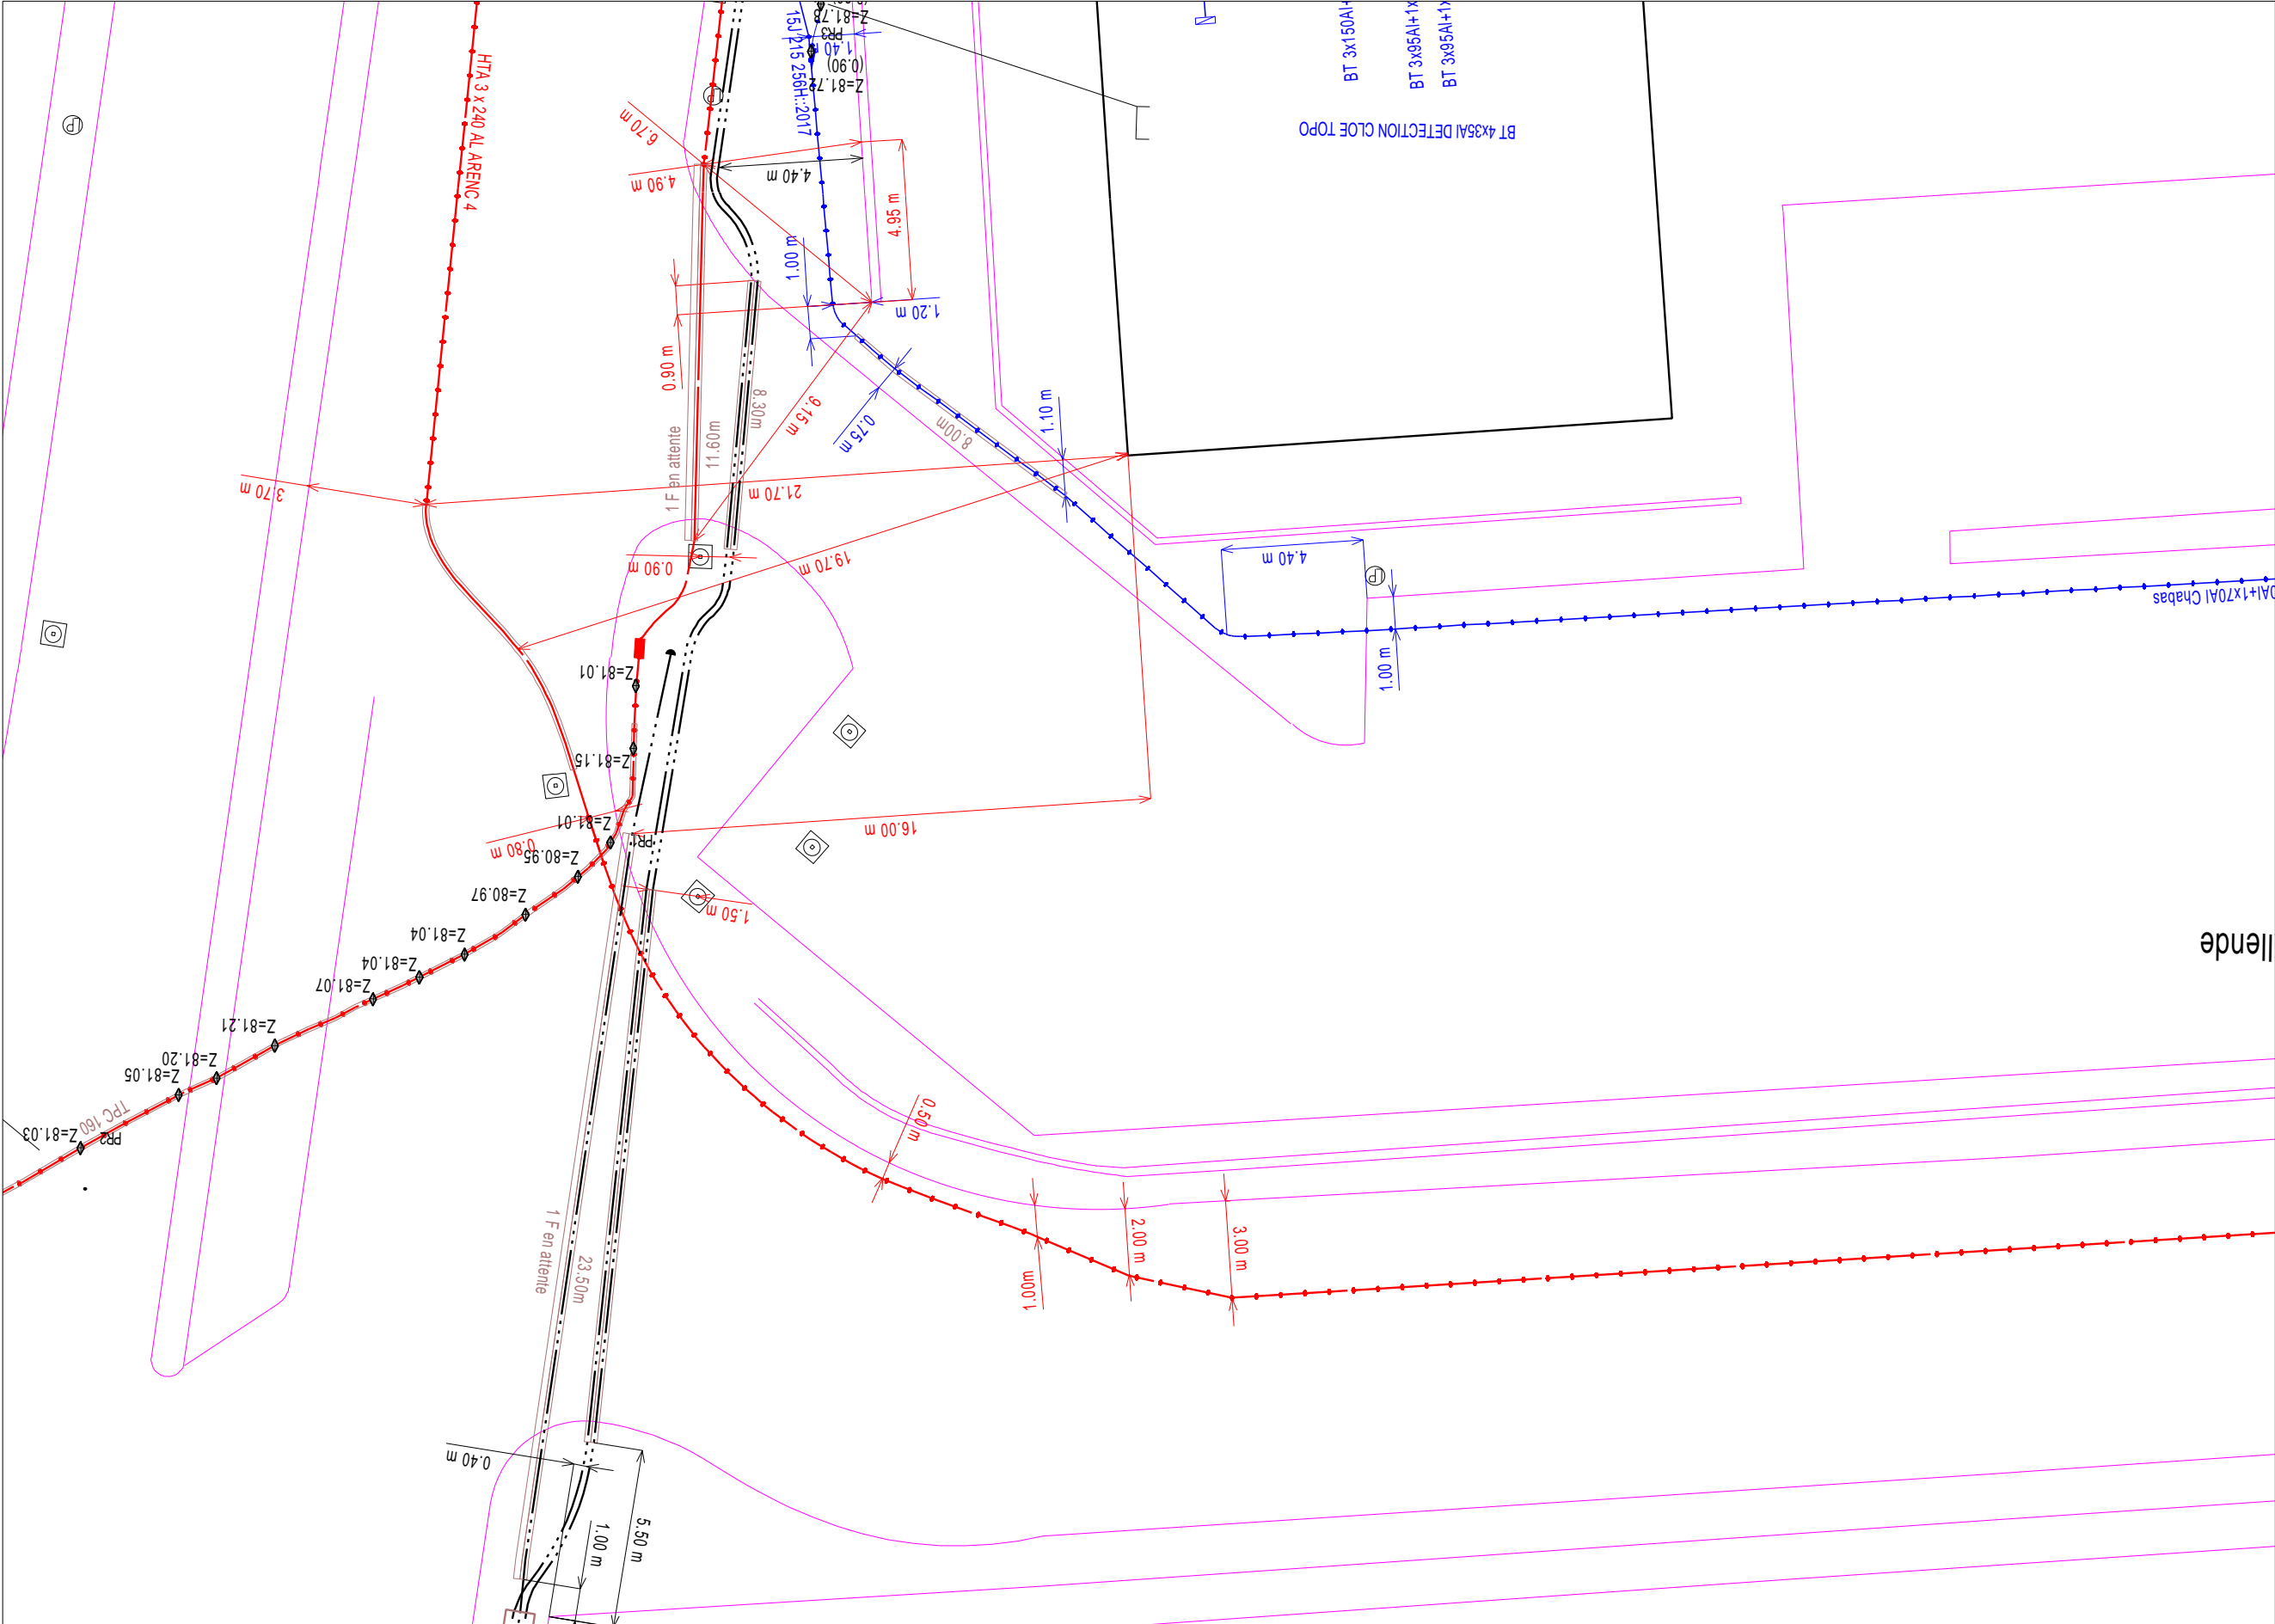 Z=81.73
PR3
1.40
(0.90)
Z=81.72
15J 215 256H::2017
BT 3x150Al+
BT 3x95Al+1x
BT 3x95Al+1x
BT 4x35Al DETECTION CLOE TOPO
HTA 3 x 240 AL ARENC 4
6.70 m
4.90 m
4.40 m
4.95 m
1.00 m
1.20 m
0.90 m
8.30m
9.15 m
0.75 m
8.00m
1.10 m
1 F en attente
11.60m
3.70 m
21.70 m
19.70 m
0.90 m
4.40 m
1.00 m
0Al+1x70Al Chabas
Z=81.01
Z=81.15
Z=81.01
PR1
0.80 m
16.00 m
Z=80.95
Z=80.97
1.50 m
Z=81.04
Z=81.04
Z=81.07
Z=81.21
Z=81.20
Z=81.05
TPC 160
PR2
Z=81.03
llende
0.50 m
1.00m
2.00 m
3.00 m
1 F en attente
23.50m
0.40 m
1.00 m
5.50 m